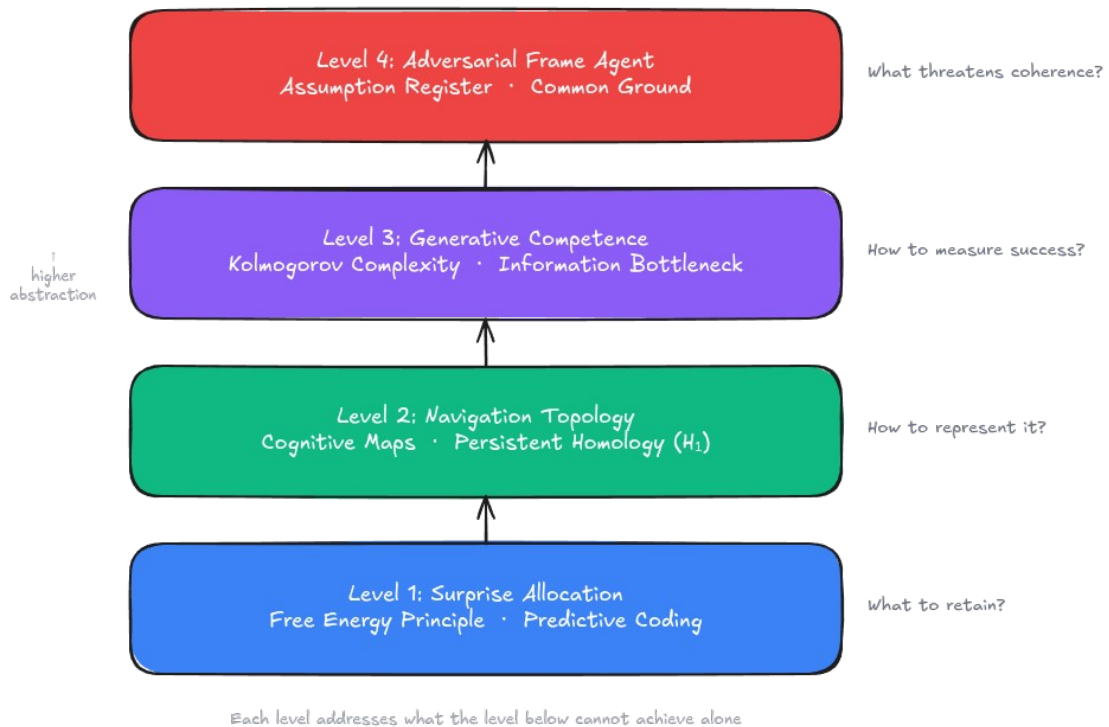 Level 4: Adversarial Frame Agent
Assumption Register · Common Ground
What threatens coherence?
Level 3: Generative Competence
Kolmogorov Complexity · Information Bottleneck
How to measure success?
↑
higher
abstraction
Level 2: Navigation Topology
Cognitive Maps · Persistent Homology (H₁)
How to represent it?
Level 1: Surprise Allocation
Free Energy Principle · Predictive Coding
What to retain?
Each level addresses what the level below cannot achieve alone